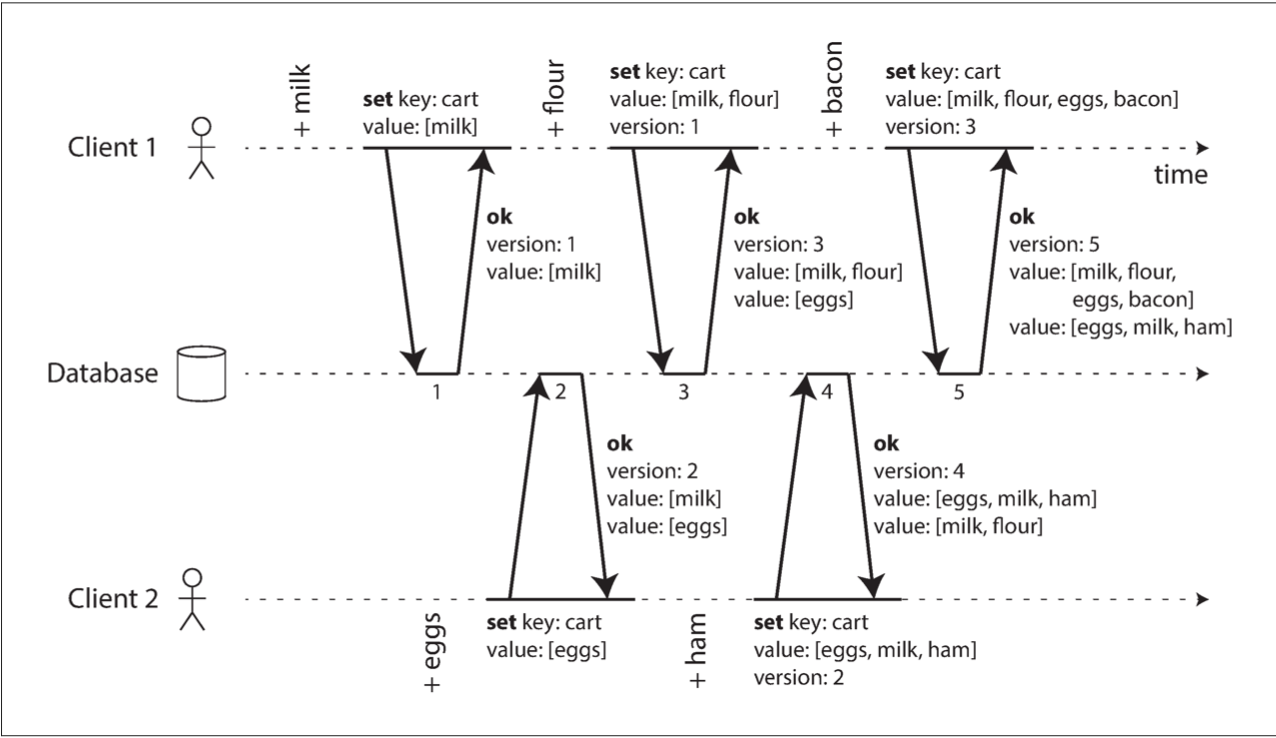 + milk
set key: cart
value: [milk]
+ flour
set key: cart
value: [milk, flour]
version: 1
+ bacon
set key: cart
value: [milk, flour, eggs, bacon]
version: 3
Client 1
time
ok
version: 1
value: [milk]
ok
version: 3
value: [milk, flour]
value: [eggs]
ok
version: 5
value: [milk, flour,
eggs, bacon]
value: [eggs, milk, ham]
Database
1
2
3
4
5
ok
version: 2
value: [milk]
value: [eggs]
ok
version: 4
value: [eggs, milk, ham]
value: [milk, flour]
Client 2
+ eggs
set key: cart
value: [eggs]
+ ham
set key: cart
value: [eggs, milk, ham]
version: 2